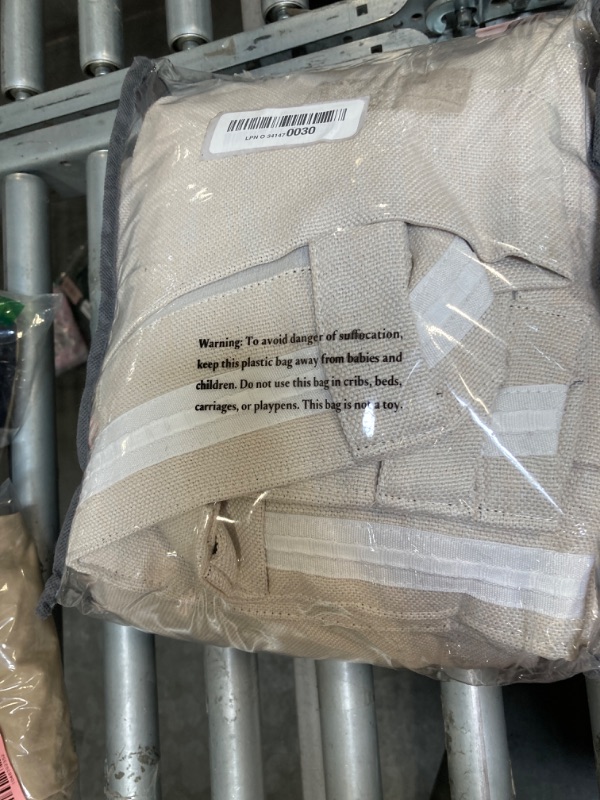 LPN O 34147 0030
Warning: To avoid danger of suffocation,
keep this plastic bag away from babies and
children. Do not use this bag in cribs, beds,
carriages, or playpens. This bag is not a toy.